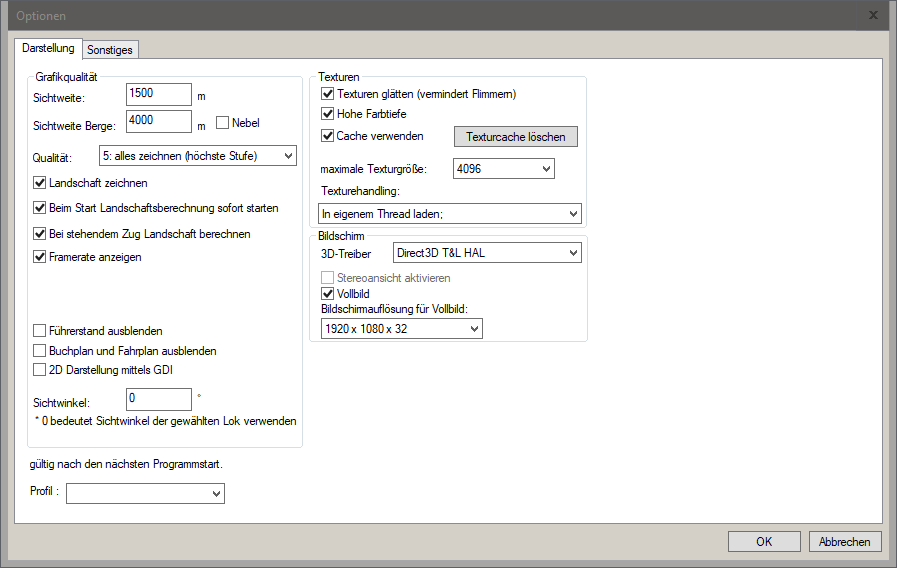 Optionen
Darstellung
Sonstiges
Grafikqualität
Sichtweite: 1500 m
Sichtweite Berge: 4000 m Nebel
Qualität: 5: alles zeichnen (höchste Stufe)
Landschaft zeichnen
Beim Start Landschaftsberechnung sofort starten
Bei stehendem Zug Landschaft berechnen
Framerate anzeigen
Führerstand ausblenden
Buchplan und Fahrplan ausblenden
2D Darstellung mittels GDI
Sichtwinkel: 0 °
* 0 bedeutet Sichtwinkel der gewählten Lok verwenden
Texturen
Texturen glätten (vermindert Flimmern)
Hohe Farbtiefe
Cache verwenden Texturcache löschen
maximale Texturgröße: 4096
Texturehandling:
In eigenem Thread laden;
Bildschirm
3D-Treiber Direct3D T&L HAL
Stereoansicht aktivieren
Vollbild
Bildschirmauflösung für Vollbild:
1920 x 1080 x 32
gültig nach den nächsten Programmstart.
Profil :
OK
Abbrechen